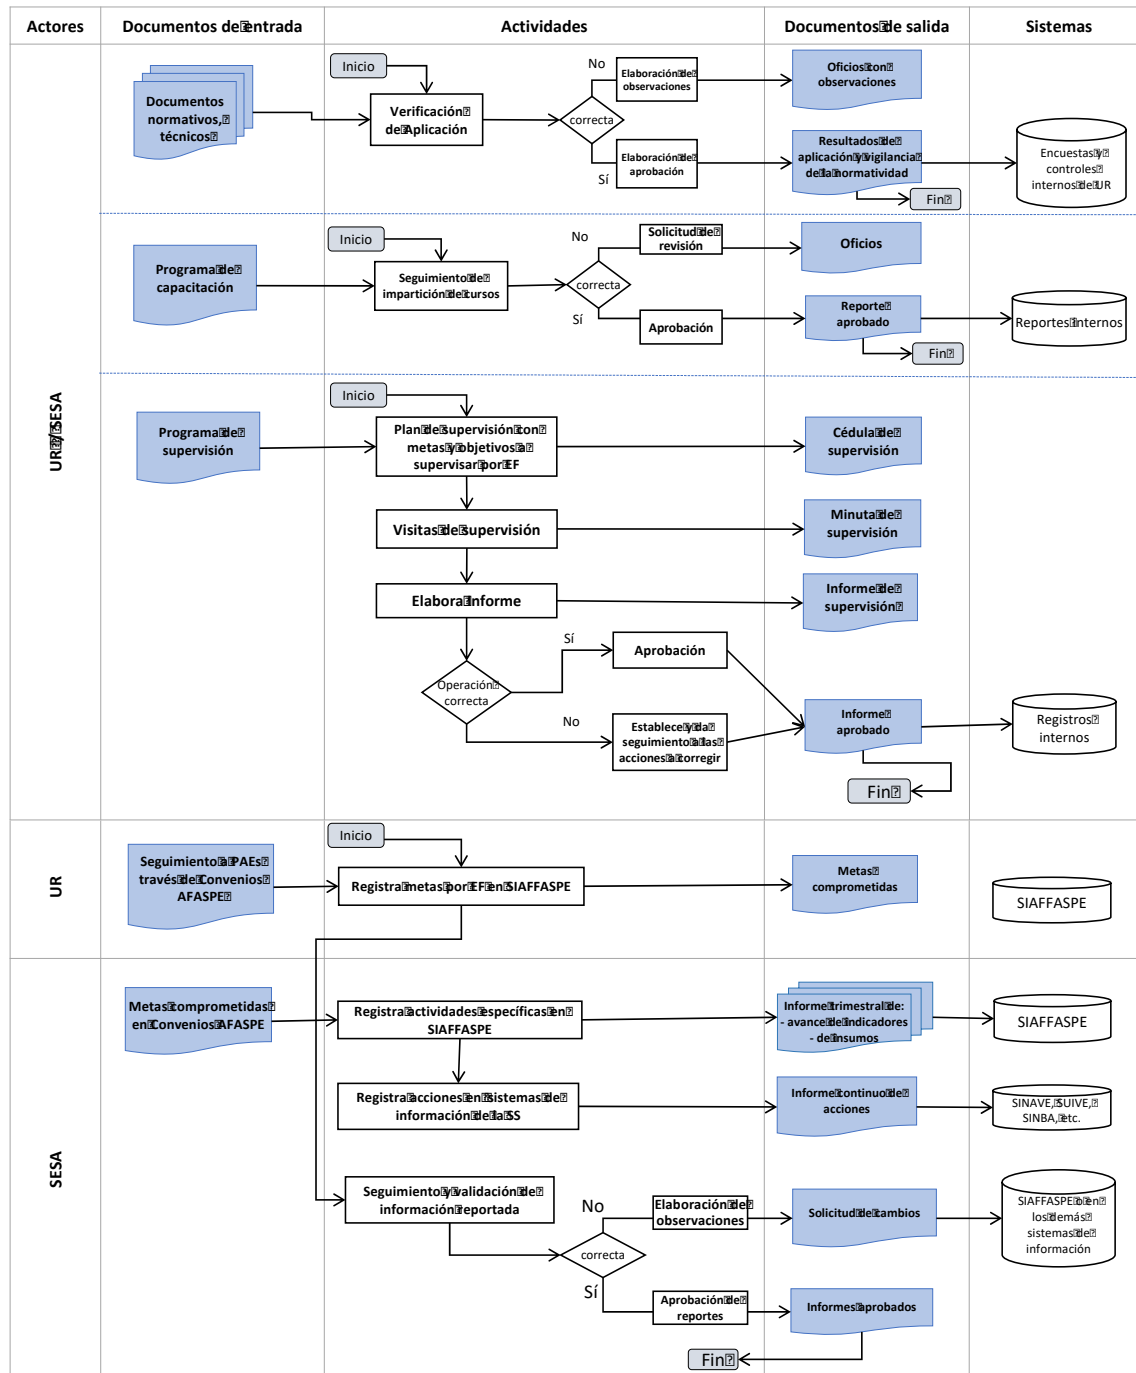 Actores
Documentos de entrada
Actividades
Documentos de salida
Sistemas
UR / SESA
Inicio
Documentos
normativos,
técnicos
Verificación
de Aplicación
correcta
No
Elaboración de
observaciones
Oficios con
observaciones
Sí
Elaboración de
aprobación
Resultados de
aplicación y vigilancia
de la normatividad
Encuestas y
controles
internos de UR
Fin
Inicio
Programa de
capacitación
Seguimiento de
impartición de cursos
correcta
No
Solicitud de
revisión
Oficios
Sí
Aprobación
Reporte
aprobado
Reportes internos
Fin
Inicio
Programa de
supervisión
Plan de supervisión con
metas y objetivos a
supervisar por EF
Cédula de
supervisión
Visitas de supervisión
Minuta de
supervisión
Elabora Informe
Informe de
supervisión
Operación
correcta
Sí
Aprobación
No
Establece y da
seguimiento a las
acciones a corregir
Informe
aprobado
Registros
internos
Fin
UR
Inicio
Seguimiento a PAEs
través de Convenios
AFASPE
Registra metas por EF en SIAFFASPE
Metas
comprometidas
SIAFFASPE
SESA
Metas comprometidas
en Convenios AFASPE
Registra actividades específicas en
SIAFFASPE
Informe trimestral de:
- avance de indicadores
- de insumos
SIAFFASPE
Registra acciones en sistemas de
información de la SS
Informe continuo de
acciones
SINAVE, SUIVE,
SINBA, etc.
Seguimiento y validación de
información reportada
correcta
No
Elaboración de
observaciones
Solicitud de cambios
SIAFFASPE o en
los demás
sistemas de
información
Sí
Aprobación de
reportes
Informes aprobados
Fin